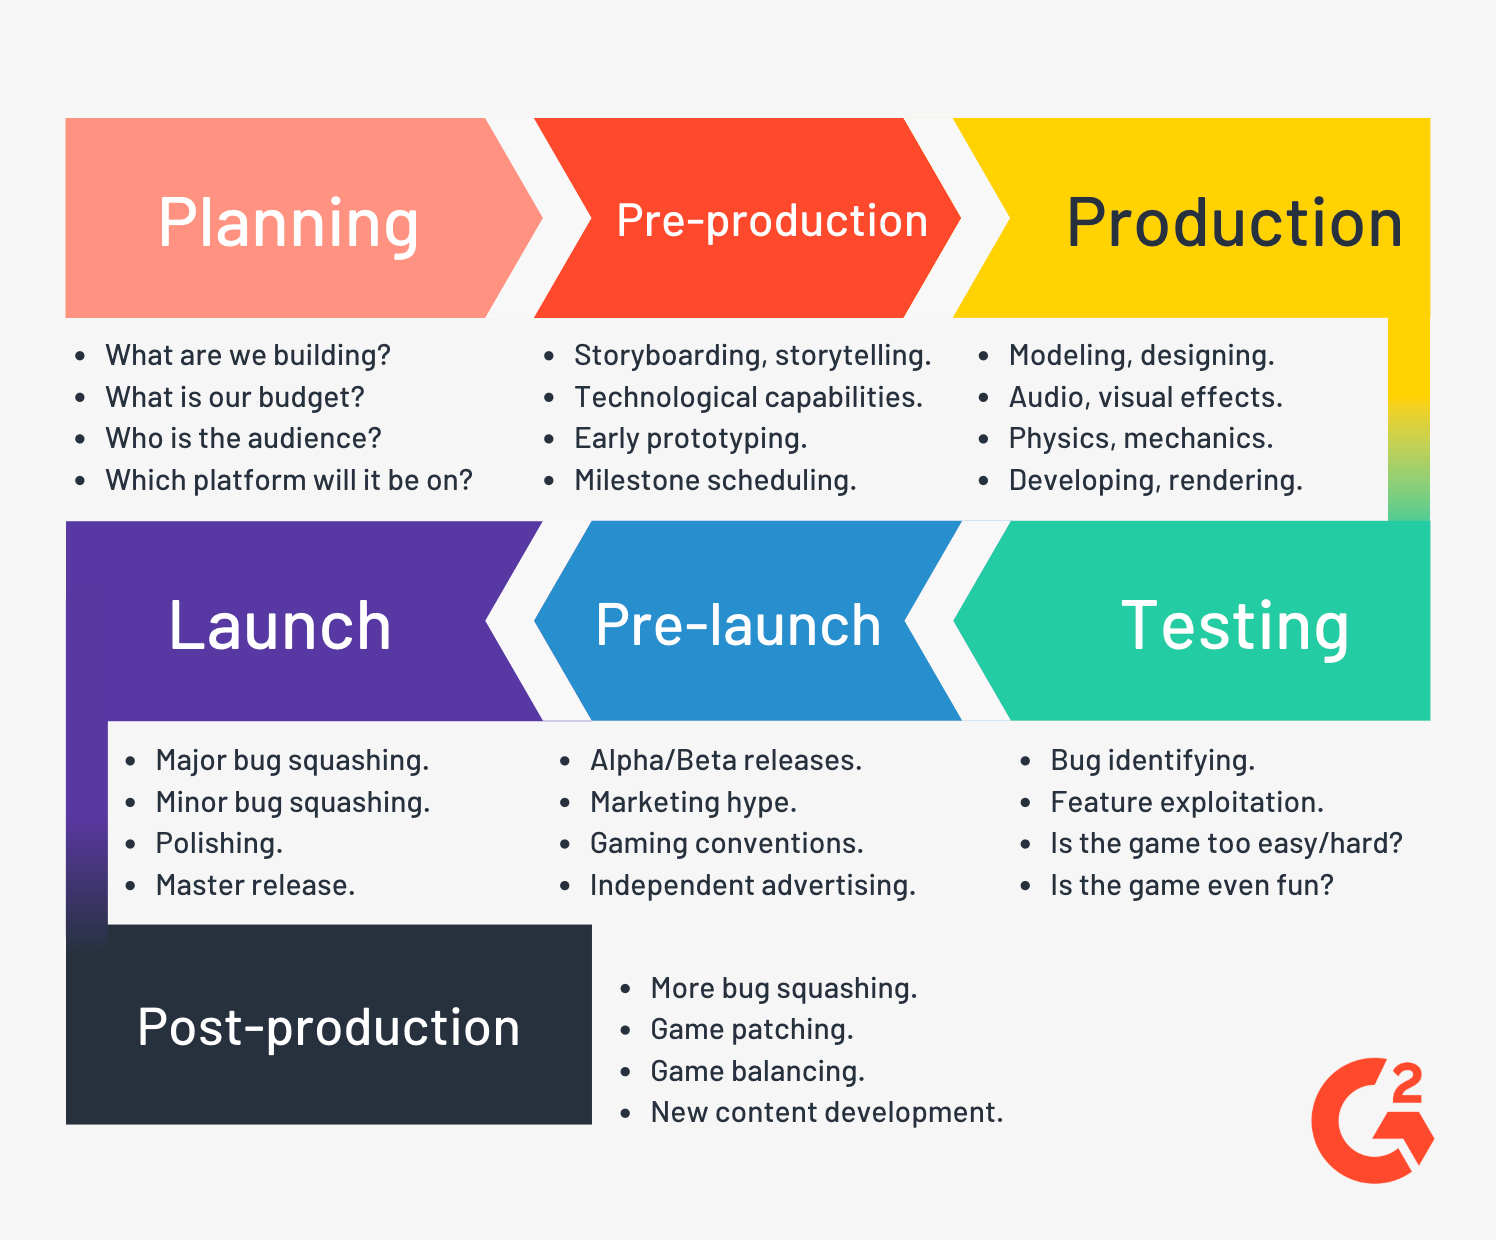 Planning
Pre-production
Production
• What are we building?
• What is our budget?
• Who is the audience?
• Which platform will it be on?
• Storyboarding, storytelling.
• Technological capabilities.
• Early prototyping.
• Milestone scheduling.
• Modeling, designing.
• Audio, visual effects.
• Physics, mechanics.
• Developing, rendering.
Launch
Pre-launch
Testing
• Major bug squashing.
• Minor bug squashing.
• Polishing.
• Master release.
• Alpha/Beta releases.
• Marketing hype.
• Gaming conventions.
• Independent advertising.
• Bug identifying.
• Feature exploitation.
• Is the game too easy/hard?
• Is the game even fun?
Post-production
• More bug squashing.
• Game patching.
• Game balancing.
• New content development.
G2